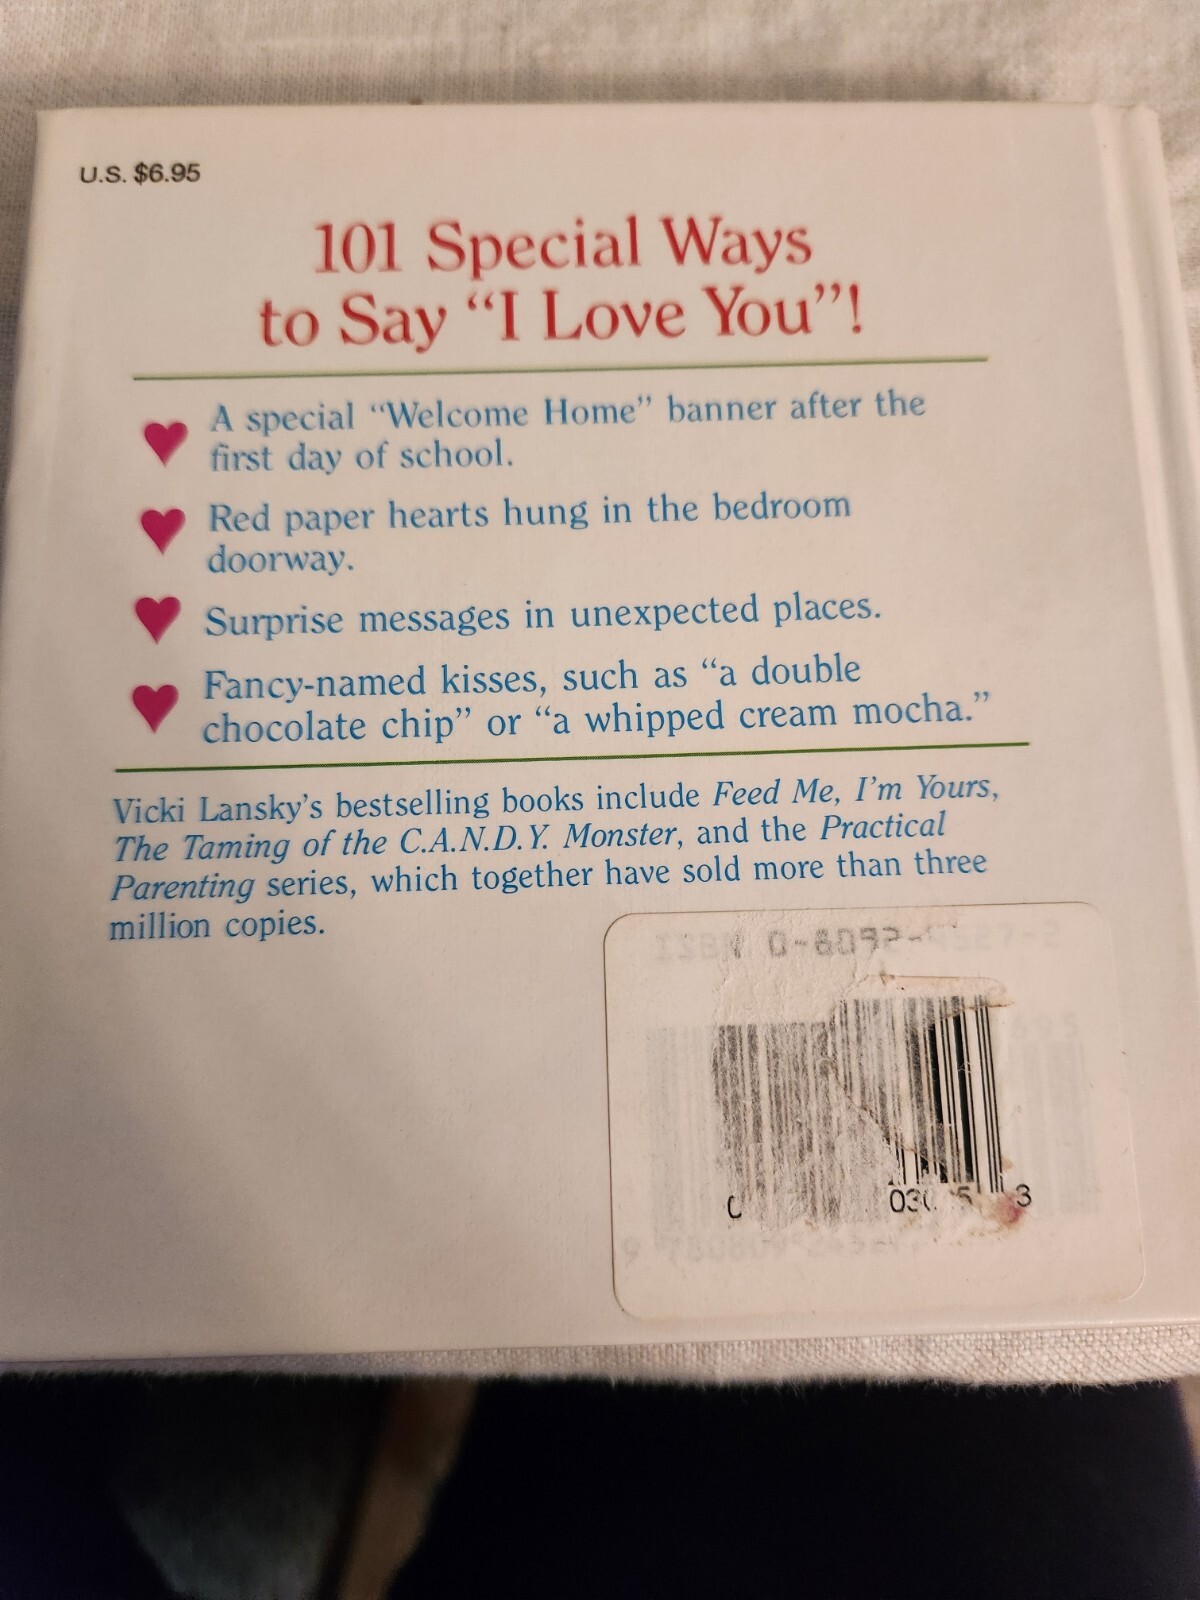 U.S. $6.95
101 Special Ways
to Say “I Love You”!
A special “Welcome Home” banner after the
first day of school.
Red paper hearts hung in the bedroom
doorway.
Surprise messages in unexpected places.
Fancy-named kisses, such as “a double
chocolate chip” or “a whipped cream mocha.”
Vicki Lansky’s bestselling books include Feed Me, I’m Yours,
The Taming of the C.A.N.D.Y. Monster, and the Practical
Parenting series, which together have sold more than three
million copies.
ISBN